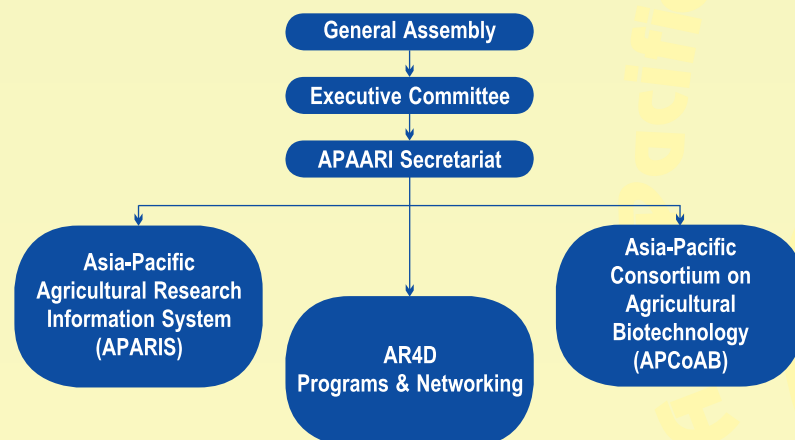 General Assembly
Executive Committee
APAARI Secretariat
Asia-Pacific
Agricultural Research
Information System
(APARIS)
AR4D
Programs & Networking
Asia-Pacific
Consortium on
Agricultural
Biotechnology
(APCoAB)
Pacific